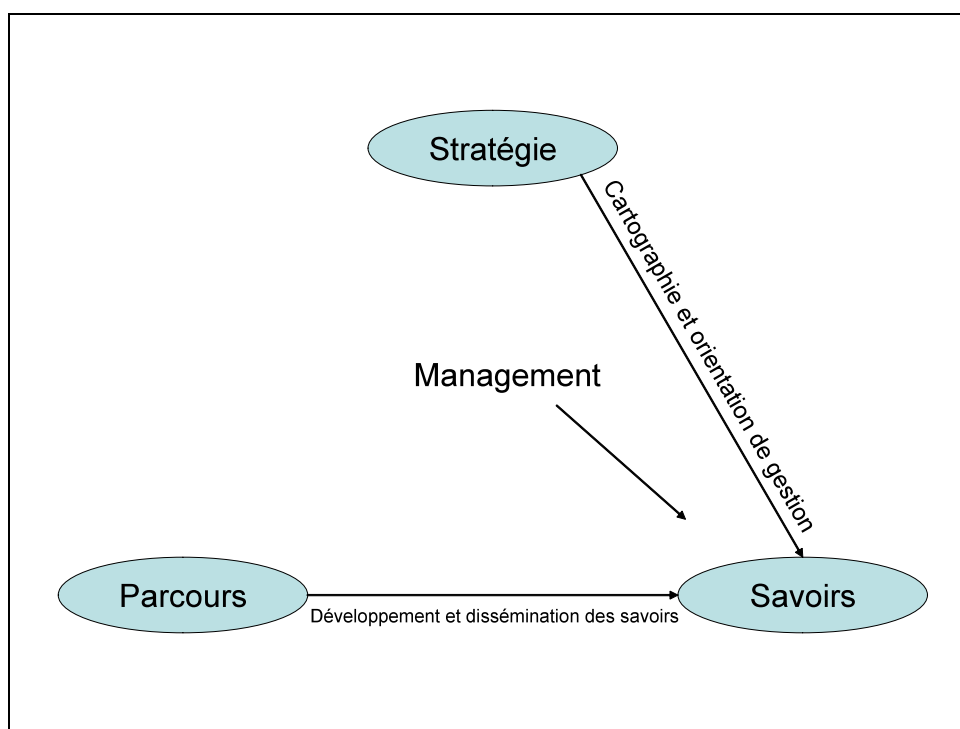 Stratégie
Cartographie et orientation de gestion
Management
Parcours
Savoirs
Développement et dissémination des savoirs